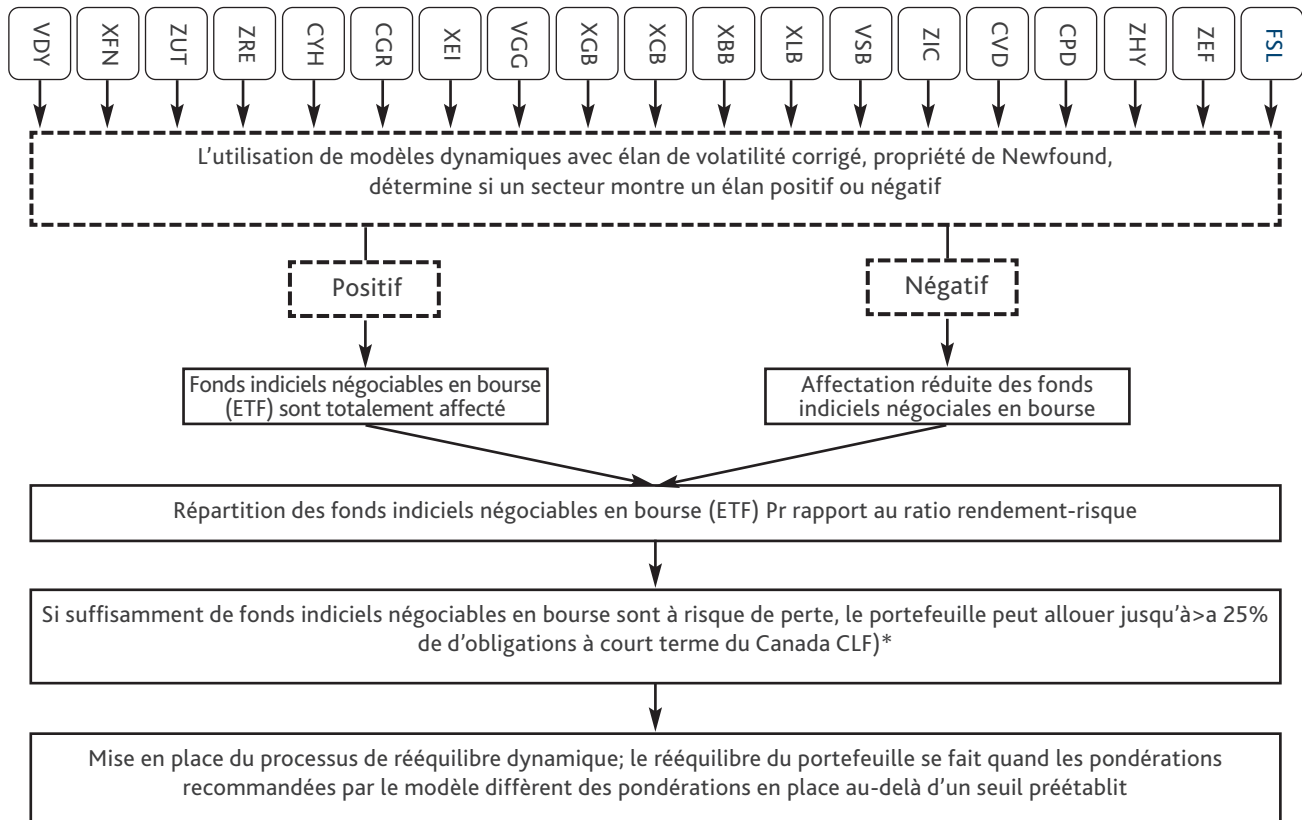 VDY
XFN
ZUT
ZRE
CYH
CGR
XEI
VGG
XGB
XCB
XBB
XLB
VSB
ZIC
CVD
CPD
ZHY
ZEF
FSL
L'utilisation de modèles dynamiques avec élan de volatilité corrigé, propriété de Newfound,
détermine si un secteur montre un élan positif ou négatif
Positif
Négatif
Fonds indiciels négociables en bourse
(ETF) sont totalement affecté
Affectation réduite des fonds
indiciels négociales en bourse
Répartition des fonds indiciels négociables en bourse (ETF) Pr rapport au ratio rendement-risque
Si suffisamment de fonds indiciels négociables en bourse sont à risque de perte, le portefeuille peut allouer jusqu'à>a 25%
de d'obligations à court terme du Canada CLF)*
Mise en place du processus de rééquilibre dynamique; le rééquilibre du portefeuille se fait quand les pondérations
recommandées par le modèle diffèrent des pondérations en place au-delà d'un seuil préétablit